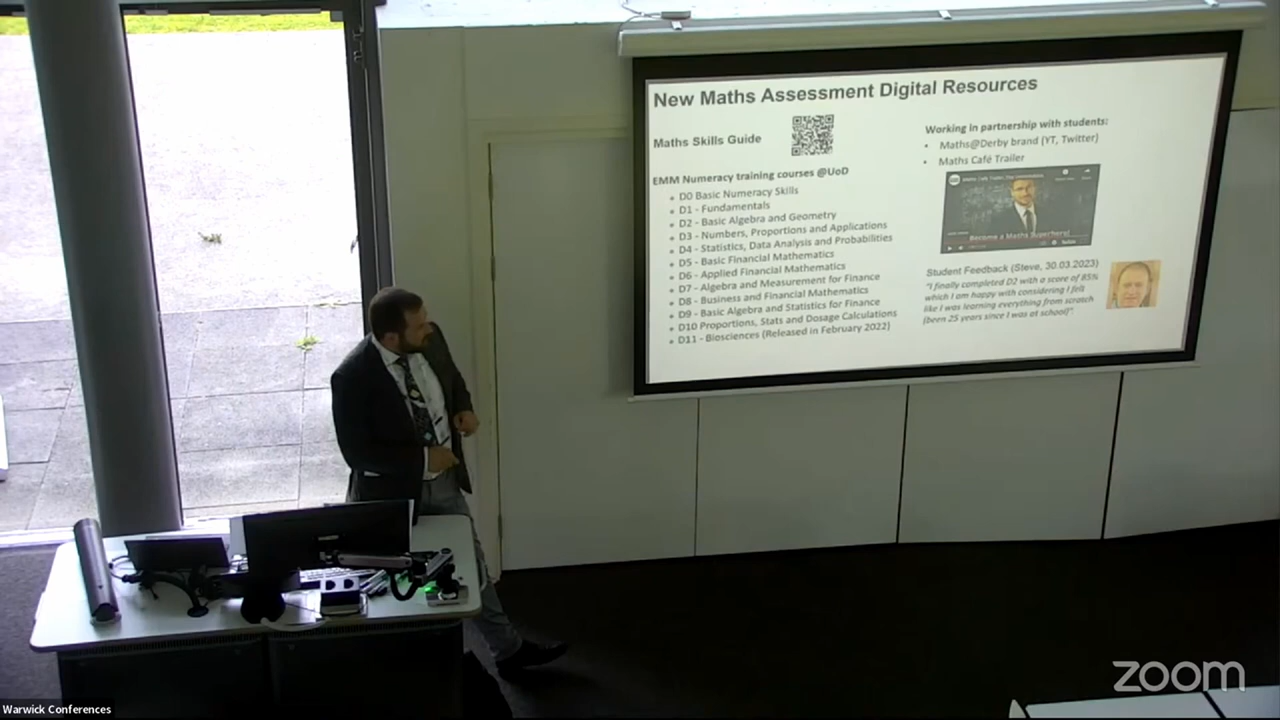 New Maths Assessment Digital Resources
Maths Skills Guide
EMM Numeracy training courses @UoD
• D0 Basic Numeracy Skills
• D1 - Fundamentals
• D2 - Basic Algebra and Geometry
• D3 - Numbers, Proportions and Applications
• D4 - Statistics, Data Analysis and Probabilities
• D5 - Basic Financial Mathematics
• D6 - Applied Financial Mathematics
• D7 - Algebra and Measurement for Finance
• D8 - Business and Financial Mathematics
• D9 - Basic Algebra and Statistics for Finance
• D10 Proportions, Stats and Dosage Calculations
• D11 - Biosciences (Released in February 2022)
Working in partnership with students:
• Maths@Derby brand (YT, Twitter)
• Maths Café Trailer
Become a Maths Superhero!
Student Feedback (Steve, 30.03.2023)
"I finally completed D2 with a score of 85%
which I am happy with considering I felt
like I was learning everything from scratch
(been 25 years since I was at school)".
zoom
Warwick Conferences